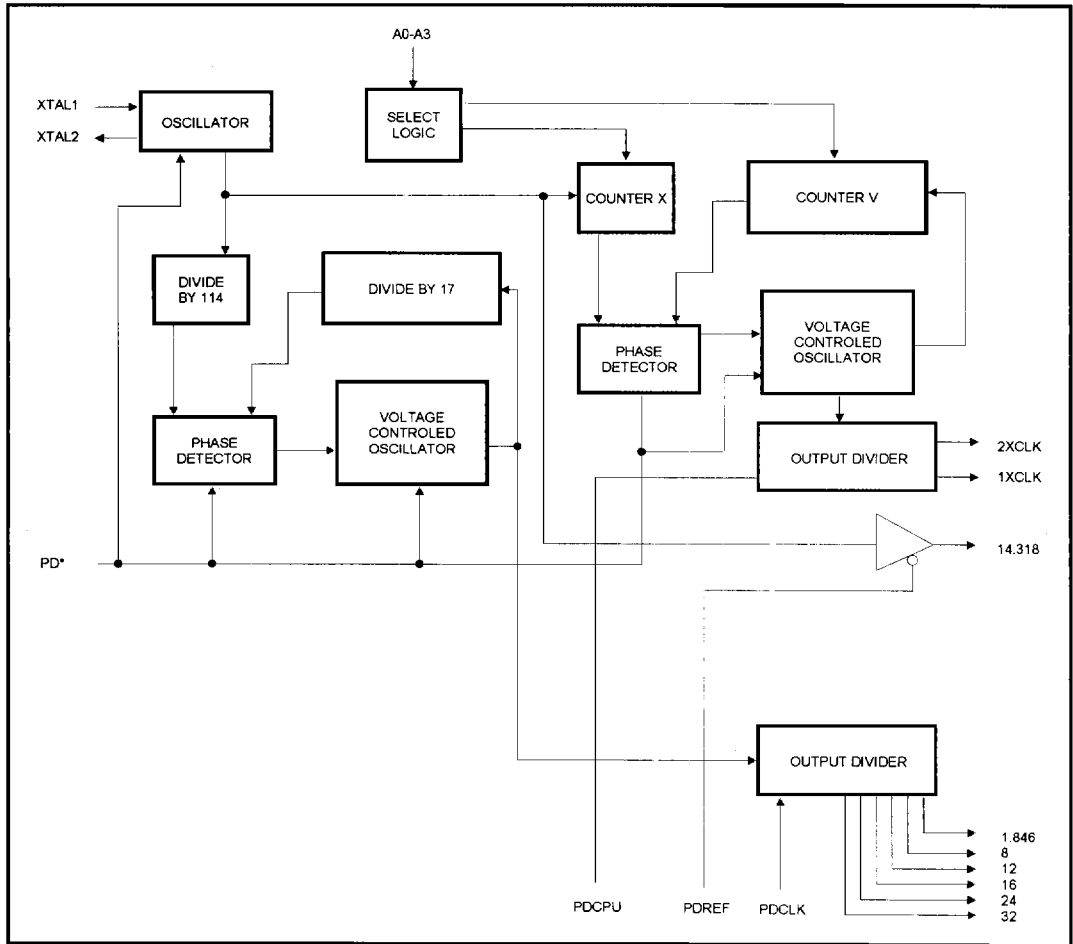 A0-A3
XTAL1
XTAL2
OSCILLATOR
SELECT
LOGIC
COUNTER X
COUNTER V
DIVIDE
BY 114
DIVIDE BY 17
VOLTAGE
CONTROLED
OSCILLATOR
PHASE
DETECTOR
PHASE
DETECTOR
VOLTAGE
CONTROLED
OSCILLATOR
OUTPUT DIVIDER
2XCLK
1XCLK
14.318
PD*
OUTPUT DIVIDER
1.846
8
12
16
24
32
PDCPU
PDREF
PDCLK